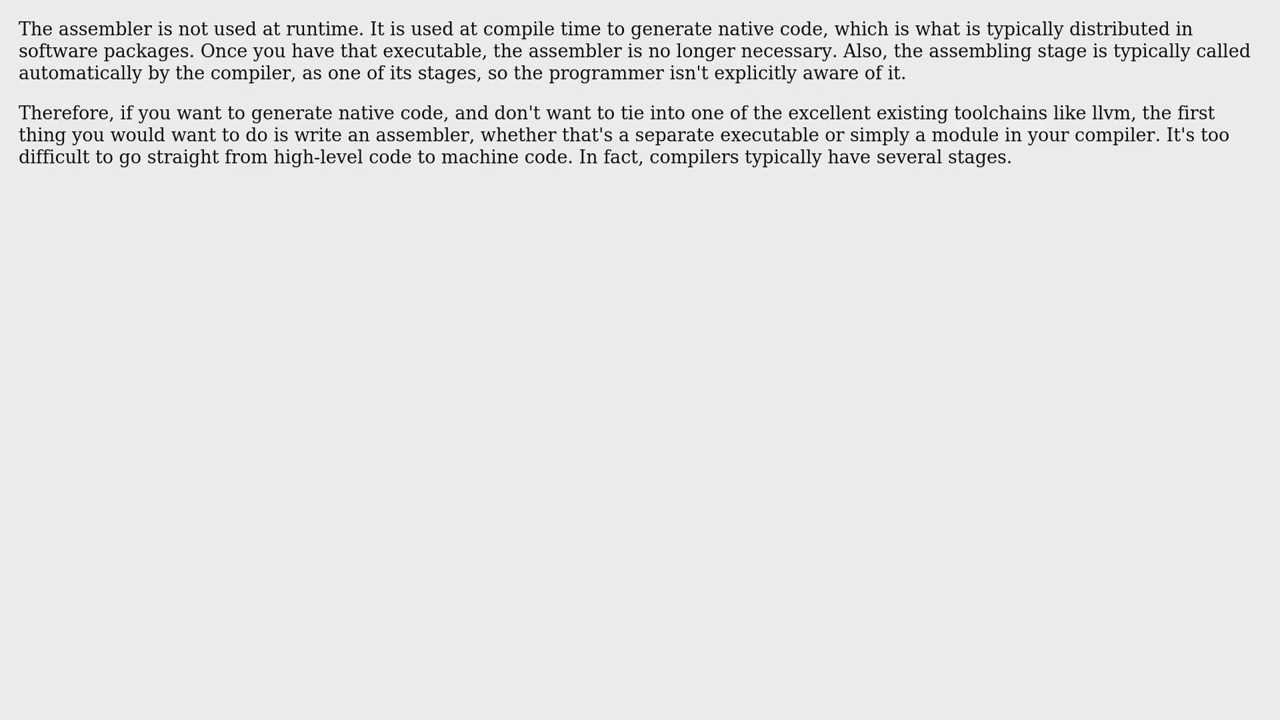 The assembler is not used at runtime. It is used at compile time to generate native code, which is what is typically distributed in
software packages. Once you have that executable, the assembler is no longer necessary. Also, the assembling stage is typically called
automatically by the compiler, as one of its stages, so the programmer isn't explicitly aware of it.
Therefore, if you want to generate native code, and don't want to tie into one of the excellent existing toolchains like llvm, the first
thing you would want to do is write an assembler, whether that's a separate executable or simply a module in your compiler. It's too
difficult to go straight from high-level code to machine code. In fact, compilers typically have several stages.